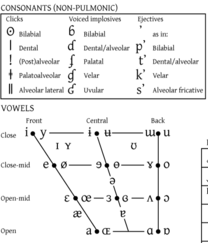 CONSONANTS (NON-PULMONIC)
Clicks Voiced implosives Ejectives
ʘ Bilabial ɓ Bilabial ʼ as in:
ǀ Dental ɗ Dental/alveolar pʼ Bilabial
ǃ (Post)alveolar ʄ Palatal tʼ Dental/alveolar
ǂ Palatoalveolar ɠ Velar kʼ Velar
ǁ Alveolar lateral ʛ Uvular sʼ Alveolar fricative
VOWELS
Front Central Back
Close i y ɨ ʉ ɯ u
ɪ ʏ ʊ
Close-mid e ø ɘ ɵ ɤ o
ə
Open-mid ɛ œ ɜ ɞ ʌ ɔ
æ ɐ
Open a ɶ ɑ ɒ